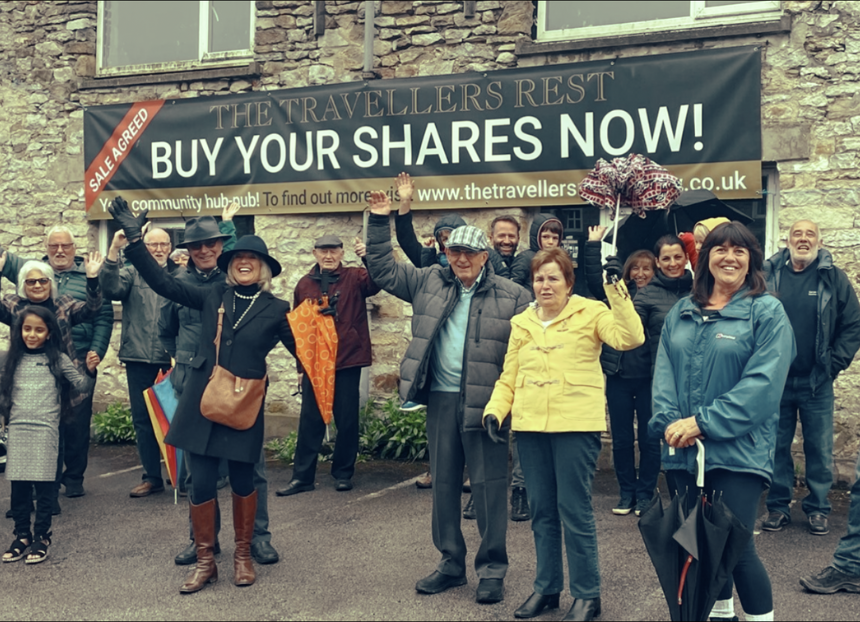 SALE AGREED
THE TRAVELLERS REST
BUY YOUR SHARES NOW!
community hub-pub! To find out more www.thetravellers .co.uk